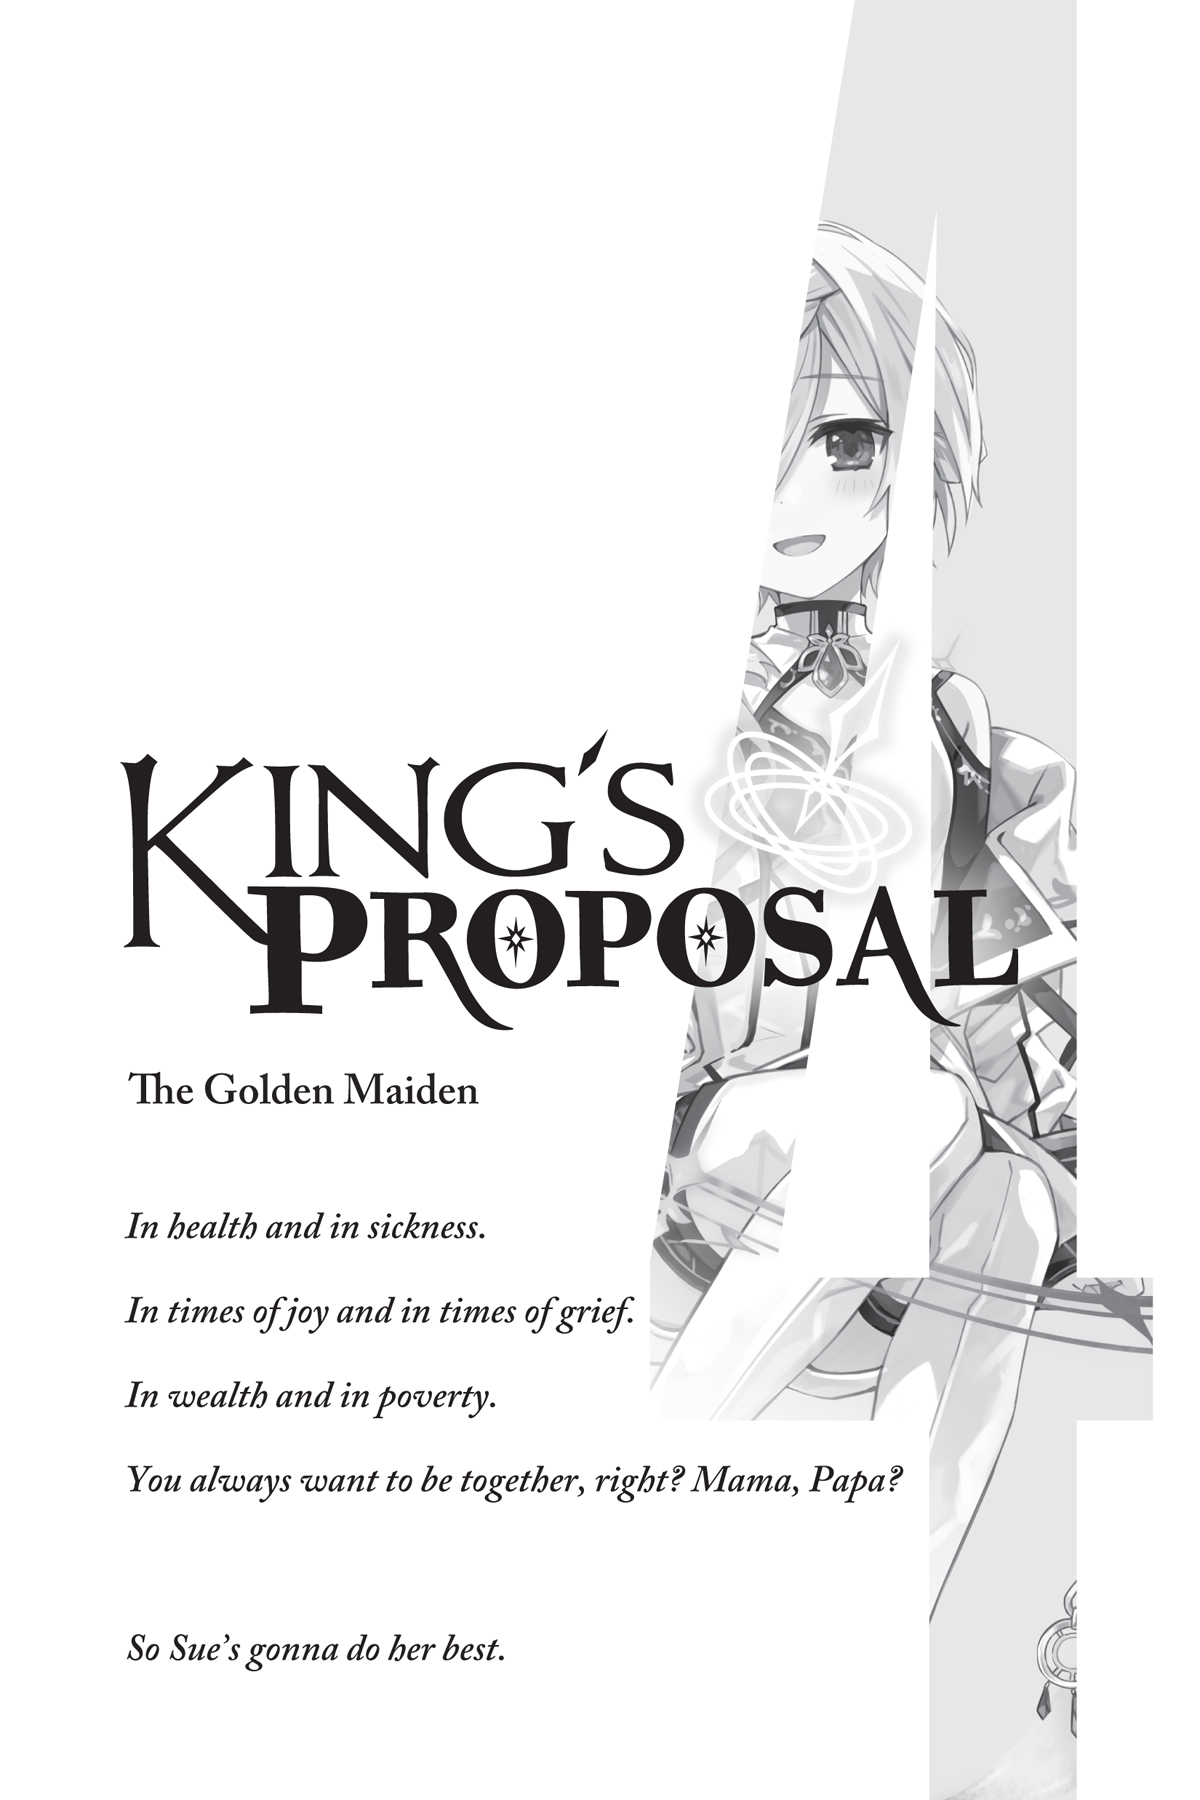 KING'S
PROPOSAL
The Golden Maiden
In health and in sickness.
In times of joy and in times of grief.
In wealth and in poverty.
You always want to be together, right? Mama, Papa?
So Sue's gonna do her best.